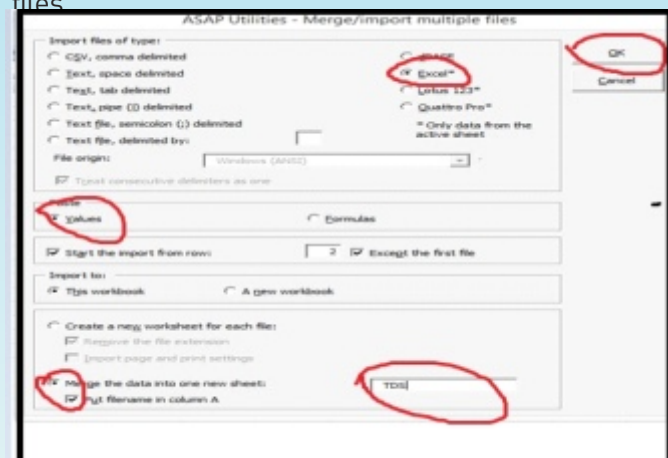 files
ASAP Utilities - Merge/import multiple files
Import files of type:
CSV, comma delimited
Text, space delimited
Text, tab delimited
Text, pipe (|) delimited
Text file, semicolon (;) delimited
Text file, delimited by:
Excel*
Lotus 123*
Quattro Pro*
* Only data from the
active sheet
File origin:
Windows (ANSI)
Treat consecutive delimiters as one
OK
Cancel
Paste
Values
Formulas
Start the import from row:
2
Except the first file
Import to:
This workbook
A new workbook
Create a new worksheet for each file:
Remove the file extension
Import page and print settings
Merge the data into one new sheet:
TDS
Put filename in column A